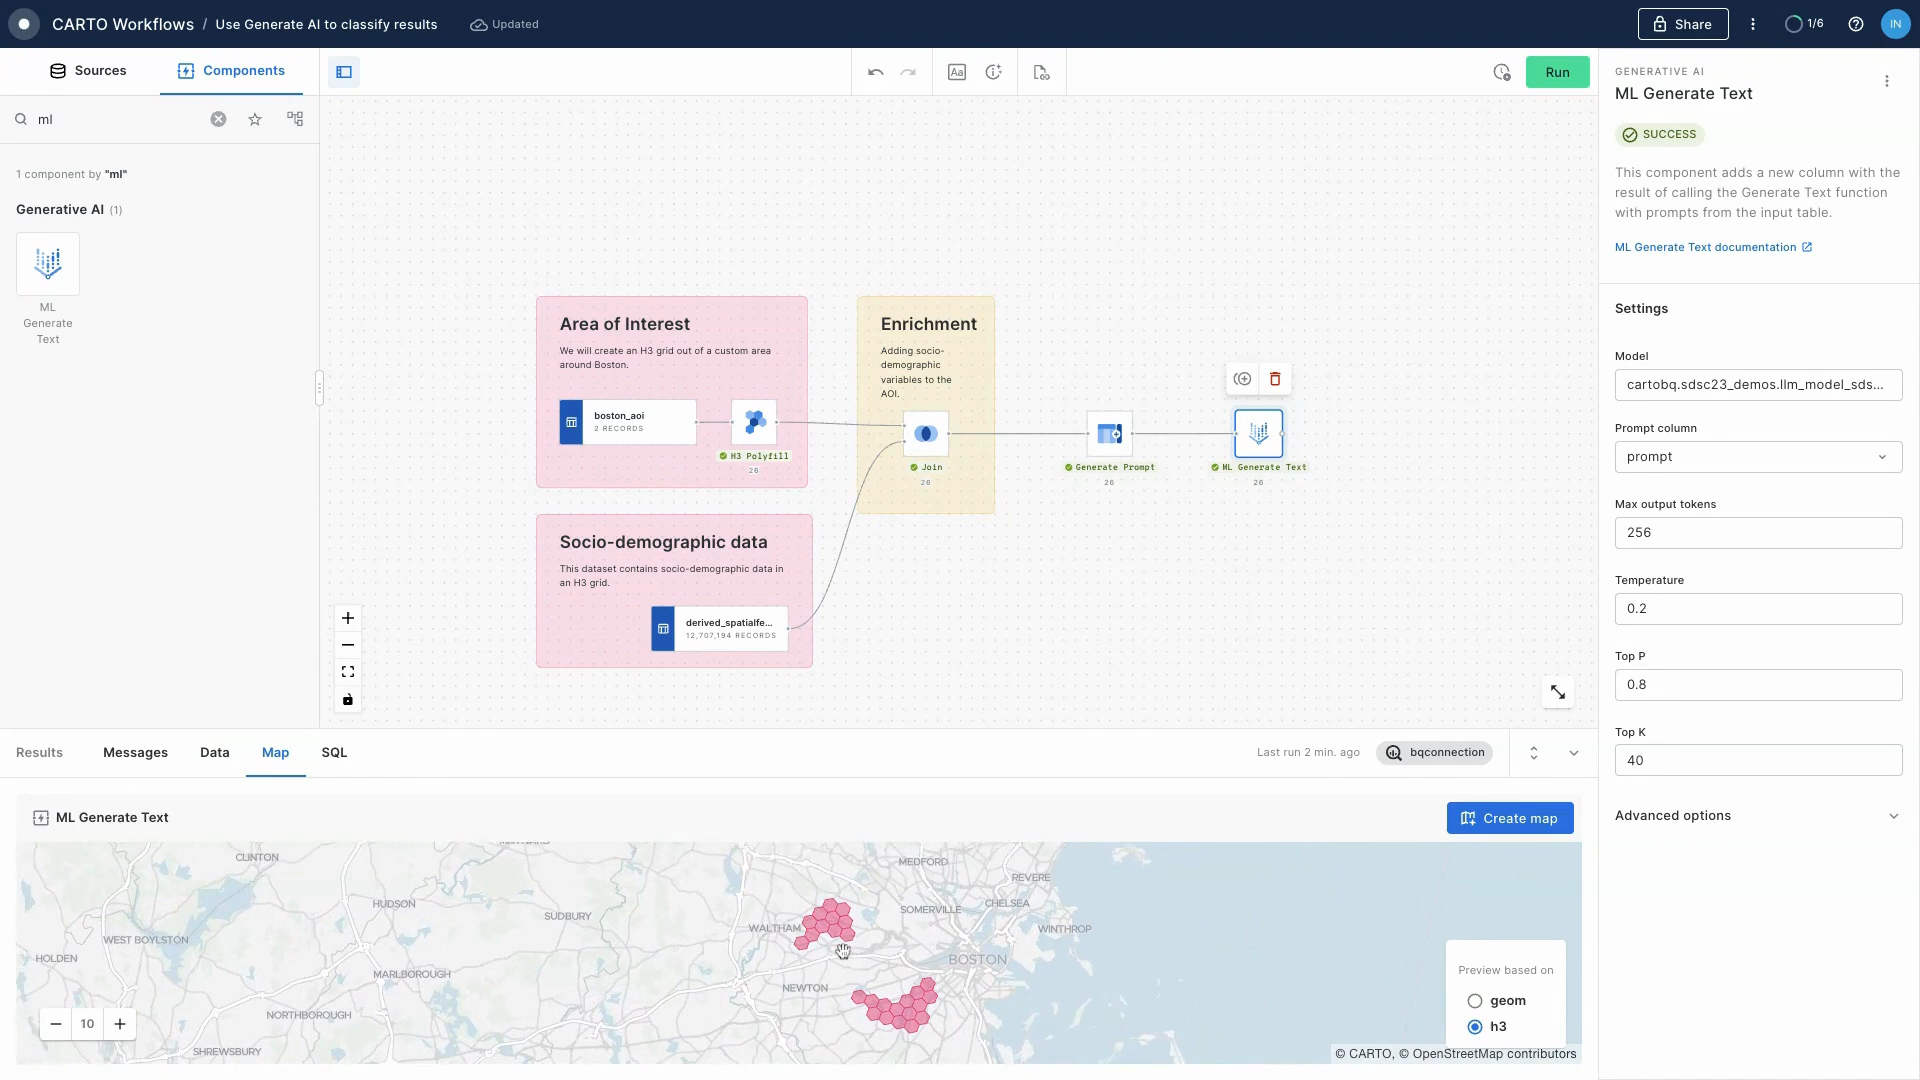 CARTO Workflows / Use Generate AI to classify results
Updated
Share
1/6
IN
Sources
Components
Run
ml
1 component by "ml"
Generative AI (1)
ML
Generate
Text
Area of Interest
We will create an H3 grid out of a custom area
around Boston.
boston_aoi
2 RECORDS
H3 Polyfill
26
Enrichment
Adding socio-
demographic
variables to the
AOI.
Join
26
Generate Prompt
26
ML Generate Text
26
Socio-demographic data
This dataset contains socio-demographic data in
an H3 grid.
derived_spatialfe...
12,707,194 RECORDS
GENERATIVE AI
ML Generate Text
SUCCESS
This component adds a new column with the
result of calling the Generate Text function
with prompts from the input table.
ML Generate Text documentation
Settings
Model
cartobq.sdsc23_demos.llm_model_sds...
Prompt column
prompt
Max output tokens
256
Temperature
0.2
Top P
0.8
Top K
40
Advanced options
Results
Messages
Data
Map
SQL
Last run 2 min. ago
bqconnection
ML Generate Text
Create map
CLINTON
MEDFORD
REVERE
HUDSON
SUDBURY
SOMERVILLE
CHELSEA
WALTHAM
WINTHROP
WEST BOYLSTON
HOLDEN
BOSTON
MARLBOROUGH
NEWTON
NORTHBOROUGH
SHREWSBURY
10
Preview based on
geom
h3
© CARTO, © OpenStreetMap contributors